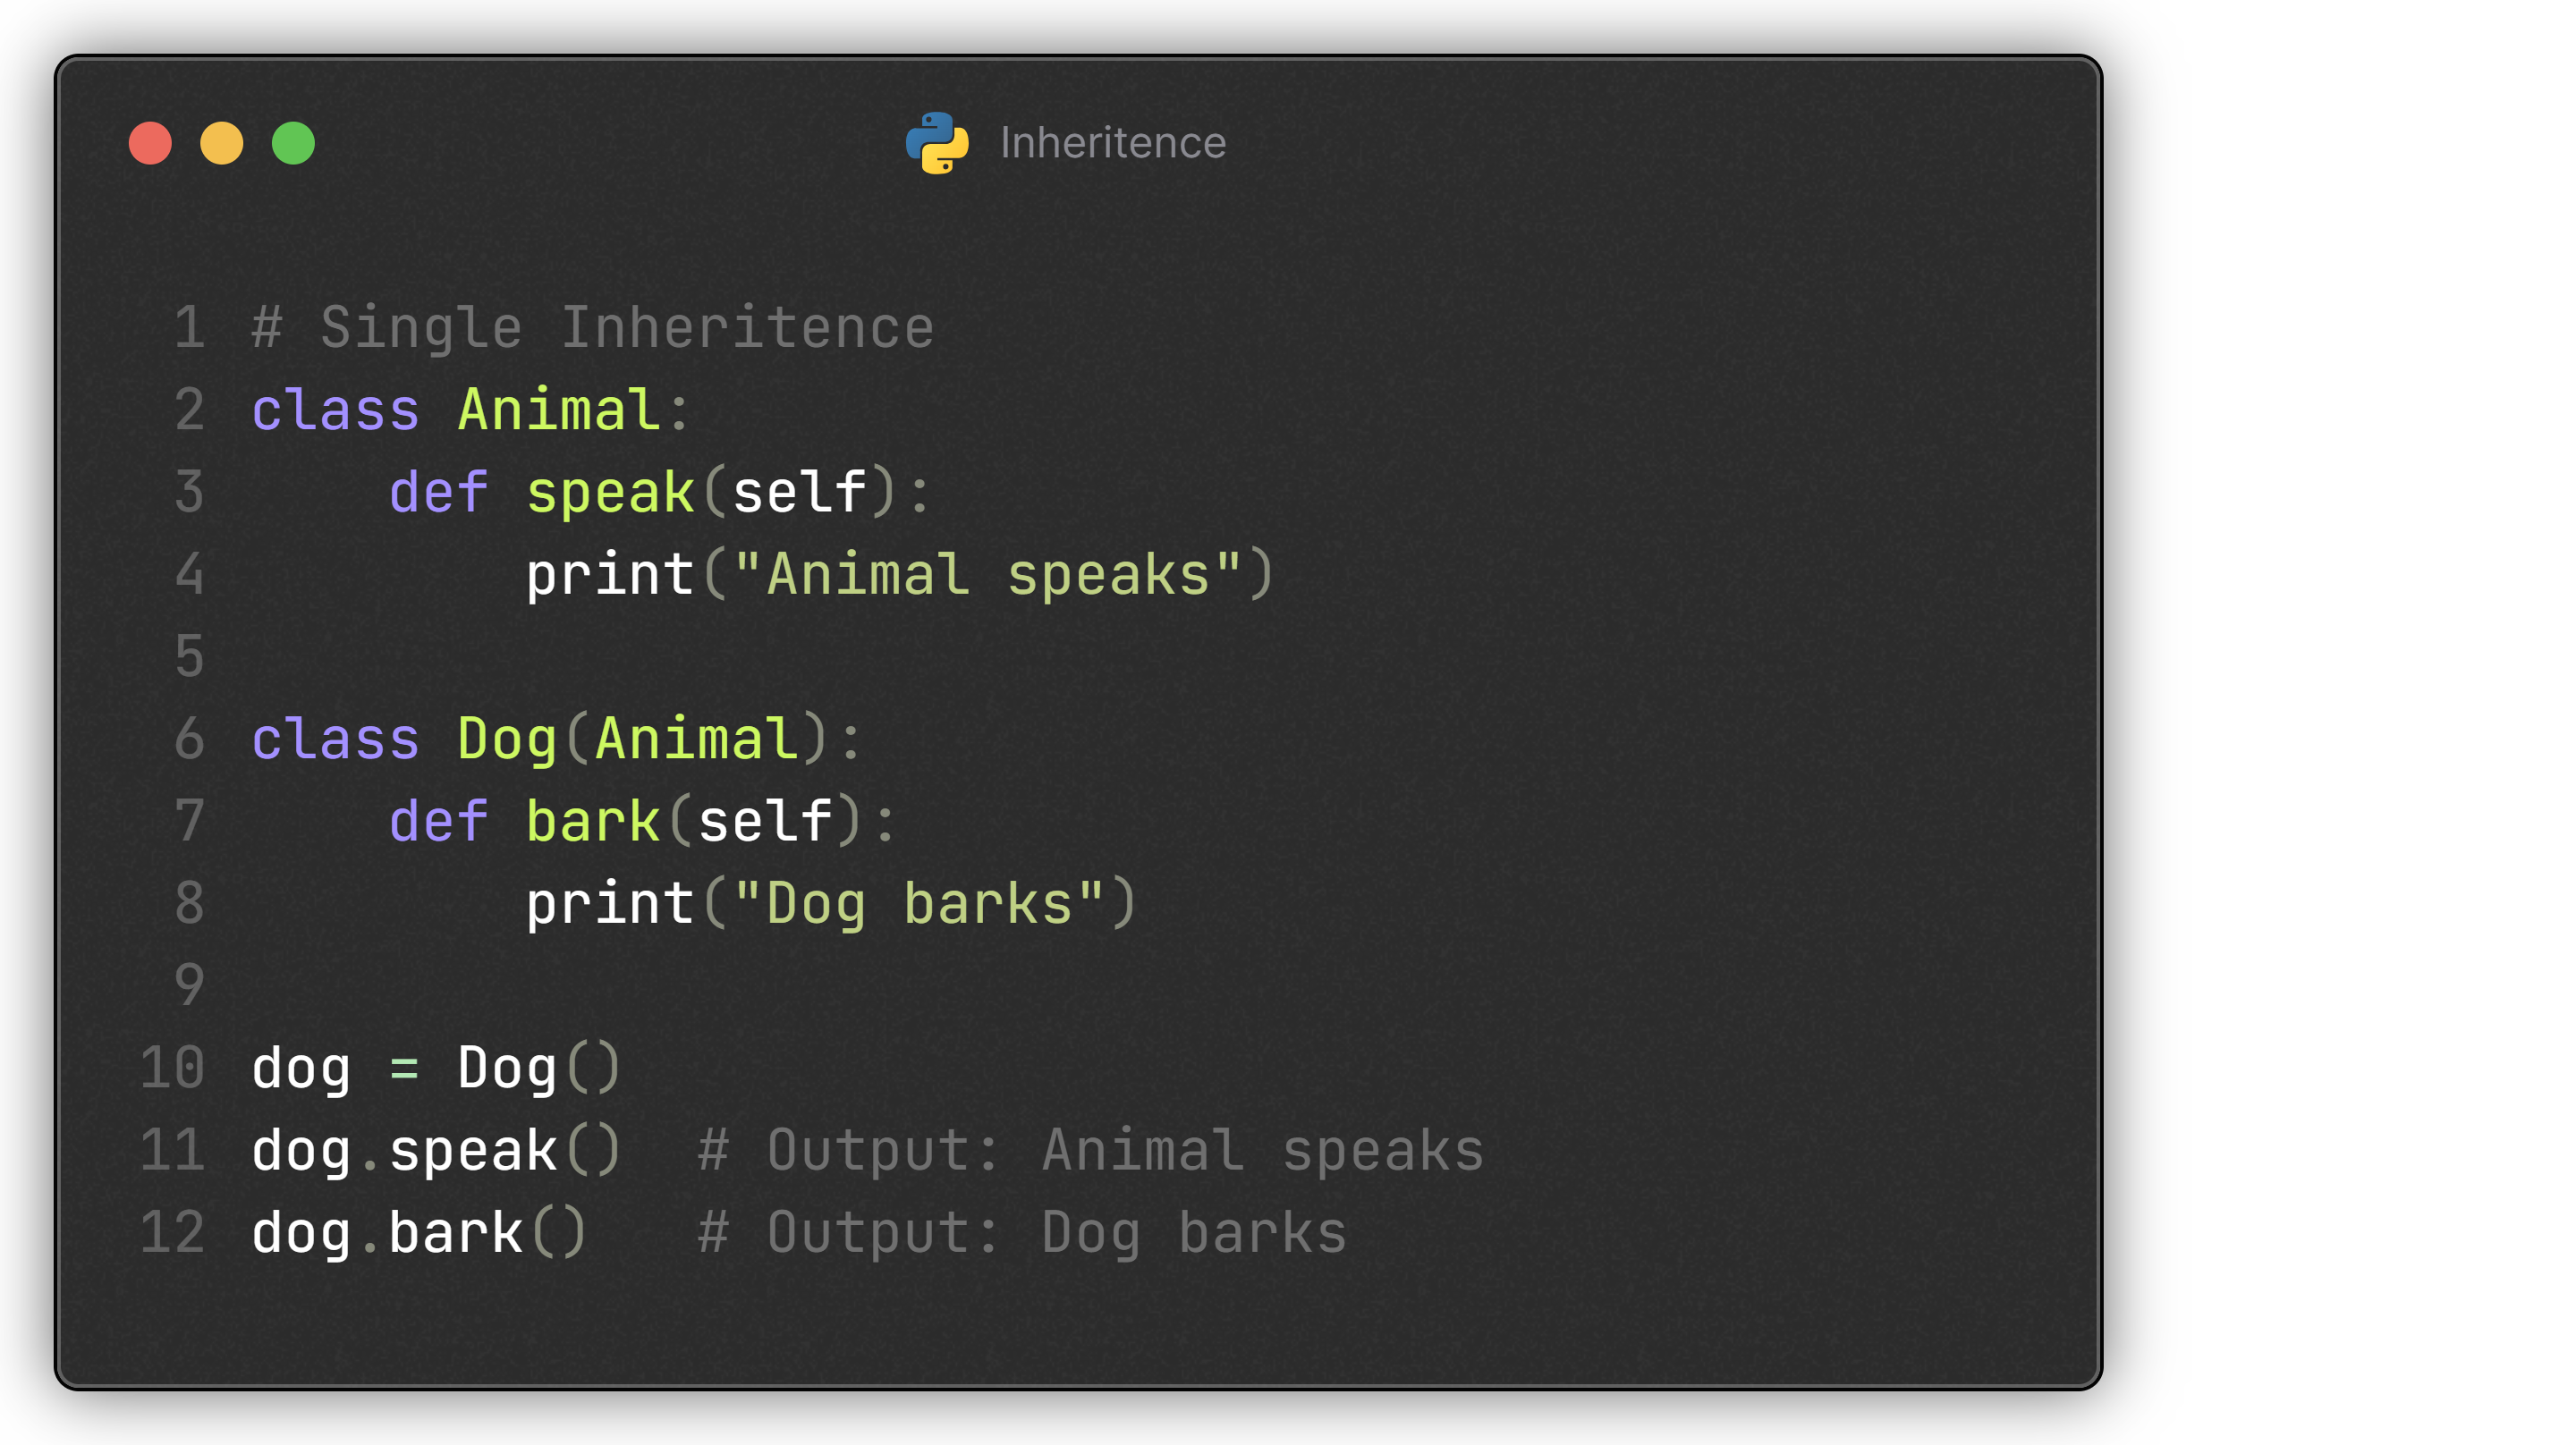 Inheritence
1 # Single Inheritence
2 class Animal:
3     def speak(self):
4         print("Animal speaks")
5
6 class Dog(Animal):
7     def bark(self):
8         print("Dog barks")
9
10 dog = Dog()
11 dog.speak()  # Output: Animal speaks
12 dog.bark()   # Output: Dog barks